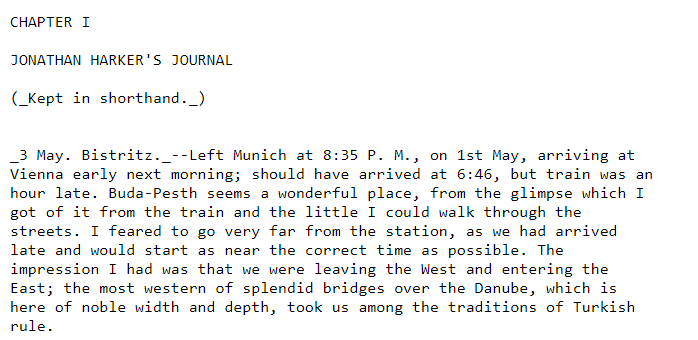 CHAPTER I
JONATHAN HARKER'S JOURNAL
(_Kept in shorthand._)
_3 May. Bistritz._--Left Munich at 8:35 P. M., on 1st May, arriving at
Vienna early next morning; should have arrived at 6:46, but train was an
hour late. Buda-Pesth seems a wonderful place, from the glimpse which I
got of it from the train and the little I could walk through the
streets. I feared to go very far from the station, as we had arrived
late and would start as near the correct time as possible. The
impression I had was that we were leaving the West and entering the
East; the most western of splendid bridges over the Danube, which is
here of noble width and depth, took us among the traditions of Turkish
rule.